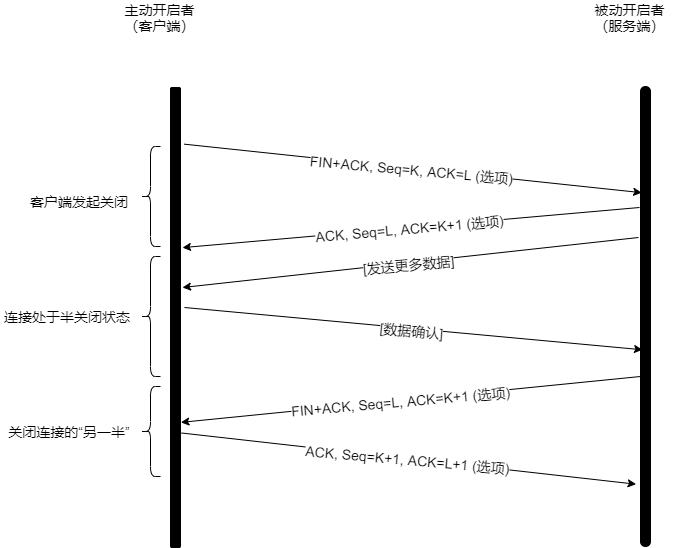 主动开启者
（客户端）
被动开启者
（服务端）
FIN+ACK, Seq=K, ACK=L (选项)
客户端发起关闭
ACK, Seq=L, ACK=K+1 (选项)
[发送更多数据]
连接处于半关闭状态
[数据确认]
FIN+ACK, Seq=L, ACK=K+1 (选项)
关闭连接的“另一半”
ACK, Seq=K+1, ACK=L+1 (选项)